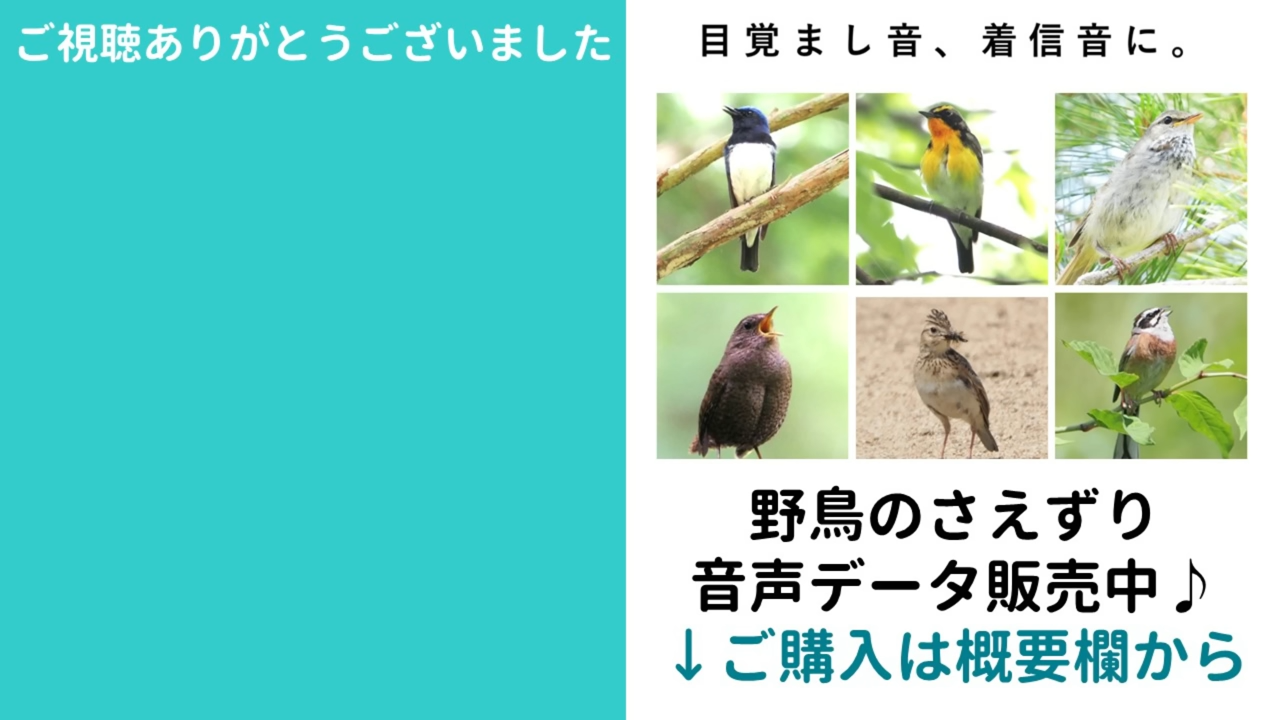 ご視聴ありがとうございました
目覚まし音、着信音に。
野鳥のさえずり
音声データ販売中♪
↓ご購入は概要欄から